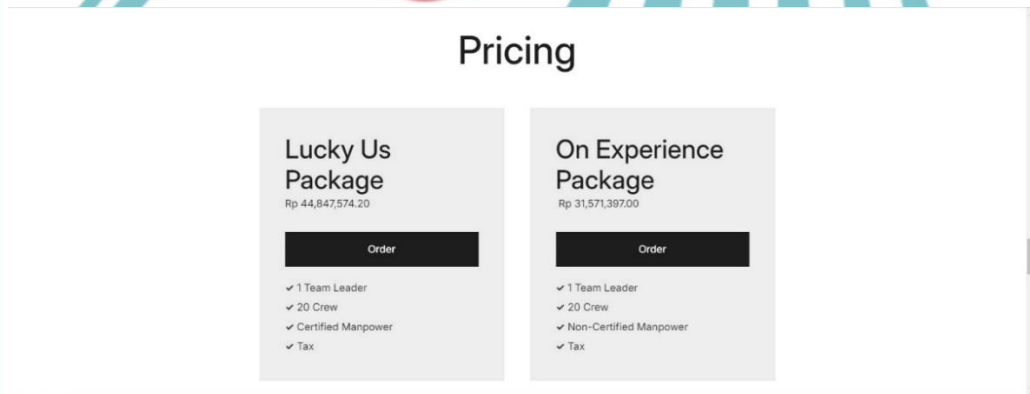 Pricing
Lucky Us
Package
Rp 44,847,574.20
Order
✓ 1 Team Leader
✓ 20 Crew
✓ Certified Manpower
✓ Tax
On Experience
Package
Rp 31,571,397.00
Order
✓ 1 Team Leader
✓ 20 Crew
✓ Non-Certified Manpower
✓ Tax